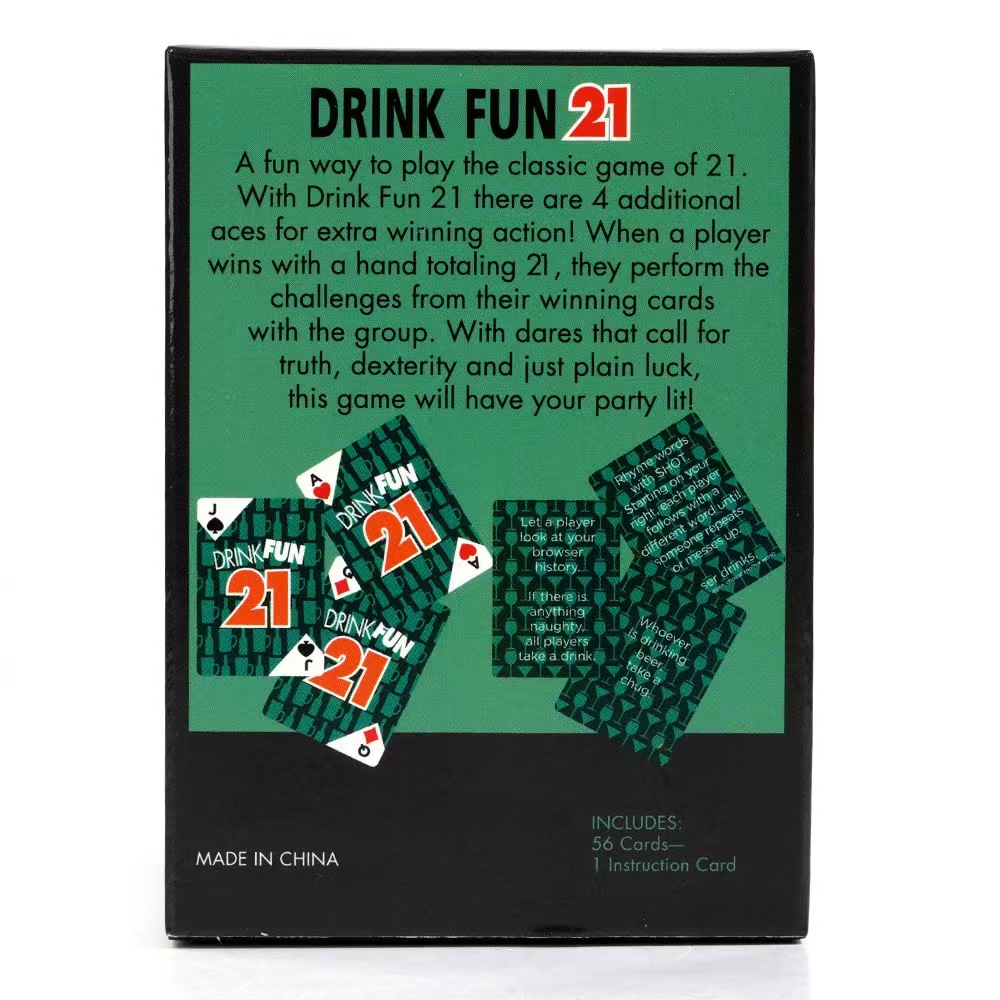 DRINK FUN 21
A fun way to play the classic game of 21.
With Drink Fun 21 there are 4 additional
aces for extra winning action! When a player
wins with a hand totaling 21, they perform the
challenges from their winning cards
with the group. With dares that call for
truth, dexterity and just plain luck,
this game will have your party lit!
A
DRINK FUN
21
A
J
DRINK FUN
21
J
Q
DRINK FUN
21
Q
Let a player
look at your
browser
history.
If there is
anything
naughty,
all players
take a drink.
Rhyme words
with SHOT.
Starting on your
right, each player
follows with a
different word until
someone repeats
or messes up.
ser drinks.
Whoever
is drinking
beer,
take a
chug.
MADE IN CHINA
INCLUDES:
56 Cards—
1 Instruction Card